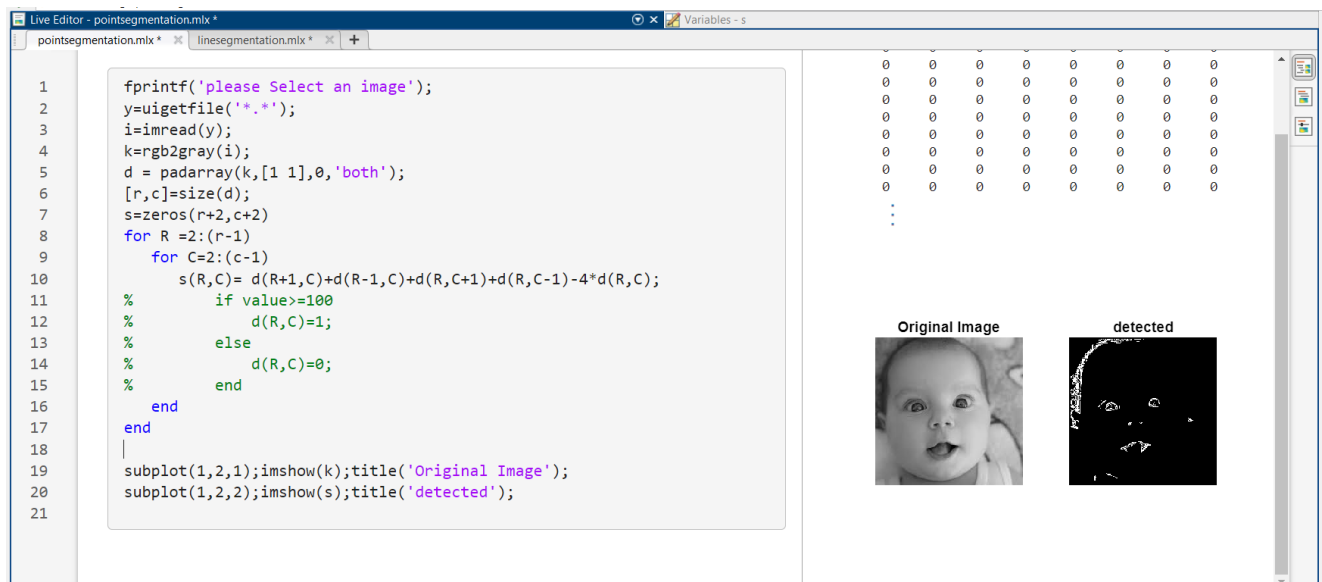 Live Editor - pointsegmentation.mlx *
Variables - s
pointsegmentation.mlx *
linesegmentation.mlx *
1 fprintf('please Select an image');
2 y=uigetfile('*.*');
3 i=imread(y);
4 k=rgb2gray(i);
5 d = padarray(k,[1 1],0,'both');
6 [r,c]=size(d);
7 s=zeros(r+2,c+2)
8 for R =2:(r-1)
9 for C=2:(c-1)
10 s(R,C)= d(R+1,C)+d(R-1,C)+d(R,C+1)+d(R,C-1)-4*d(R,C);
11 % if value>=100
12 % d(R,C)=1;
13 % else
14 % d(R,C)=0;
15 % end
16 end
17 end
18
19 subplot(1,2,1);imshow(k);title('Original Image');
20 subplot(1,2,2);imshow(s);title('detected');
21
0 0 0 0 0 0 0 0
0 0 0 0 0 0 0 0
0 0 0 0 0 0 0 0
0 0 0 0 0 0 0 0
0 0 0 0 0 0 0 0
0 0 0 0 0 0 0 0
0 0 0 0 0 0 0 0
0 0 0 0 0 0 0 0
⋮
Original Image
detected